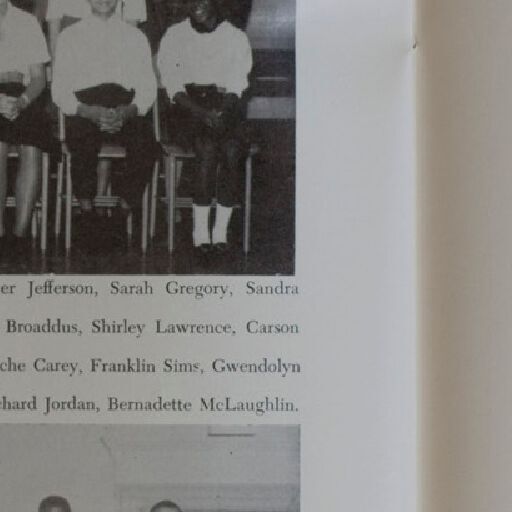 er Jefferson, Sarah Gregory, Sandra
Broaddus, Shirley Lawrence, Carson
che Carey, Franklin Sims, Gwendolyn
hard Jordan, Bernadette McLaughlin.